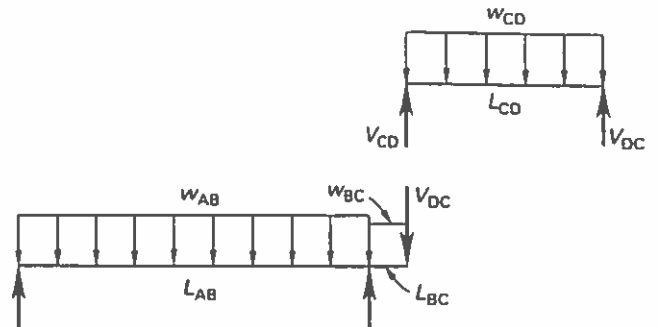 w_CD
L_CD
V_CD V_DC
w_AB w_BC V_DC
L_AB L_BC